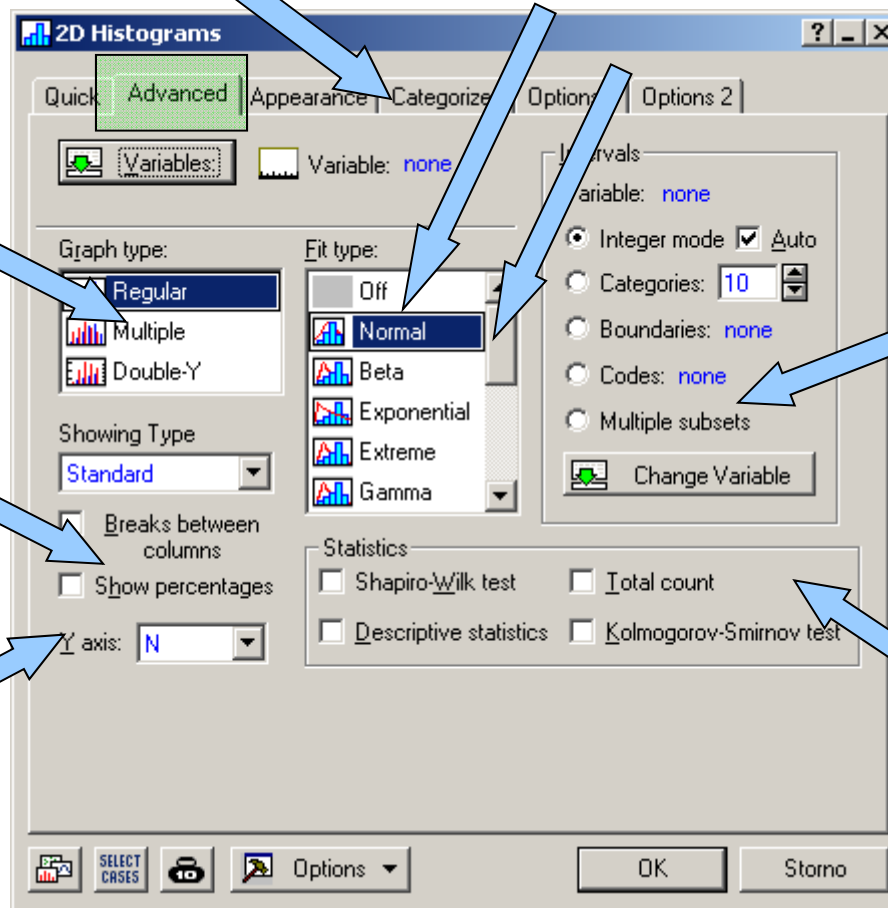 2D Histograms
Quick Advanced Appearance Categorize Option Options 2
Variables: Variable: none
Graph type:
Regular
Multiple
Double-Y
Fit type:
Off
Normal
Beta
Exponential
Extreme
Gamma
none
Integer mode Auto
Categories: 10
Boundaries: none
Codes: none
Multiple subsets
Change Variable
Showing Type
Standard
Breaks between
columns
Show percentages
Y axis: N
Statistics
Shapiro-Wilk test Total count
Descriptive statistics Kolmogorov-Smirnov test
SELECT
CASES
Options OK Storno